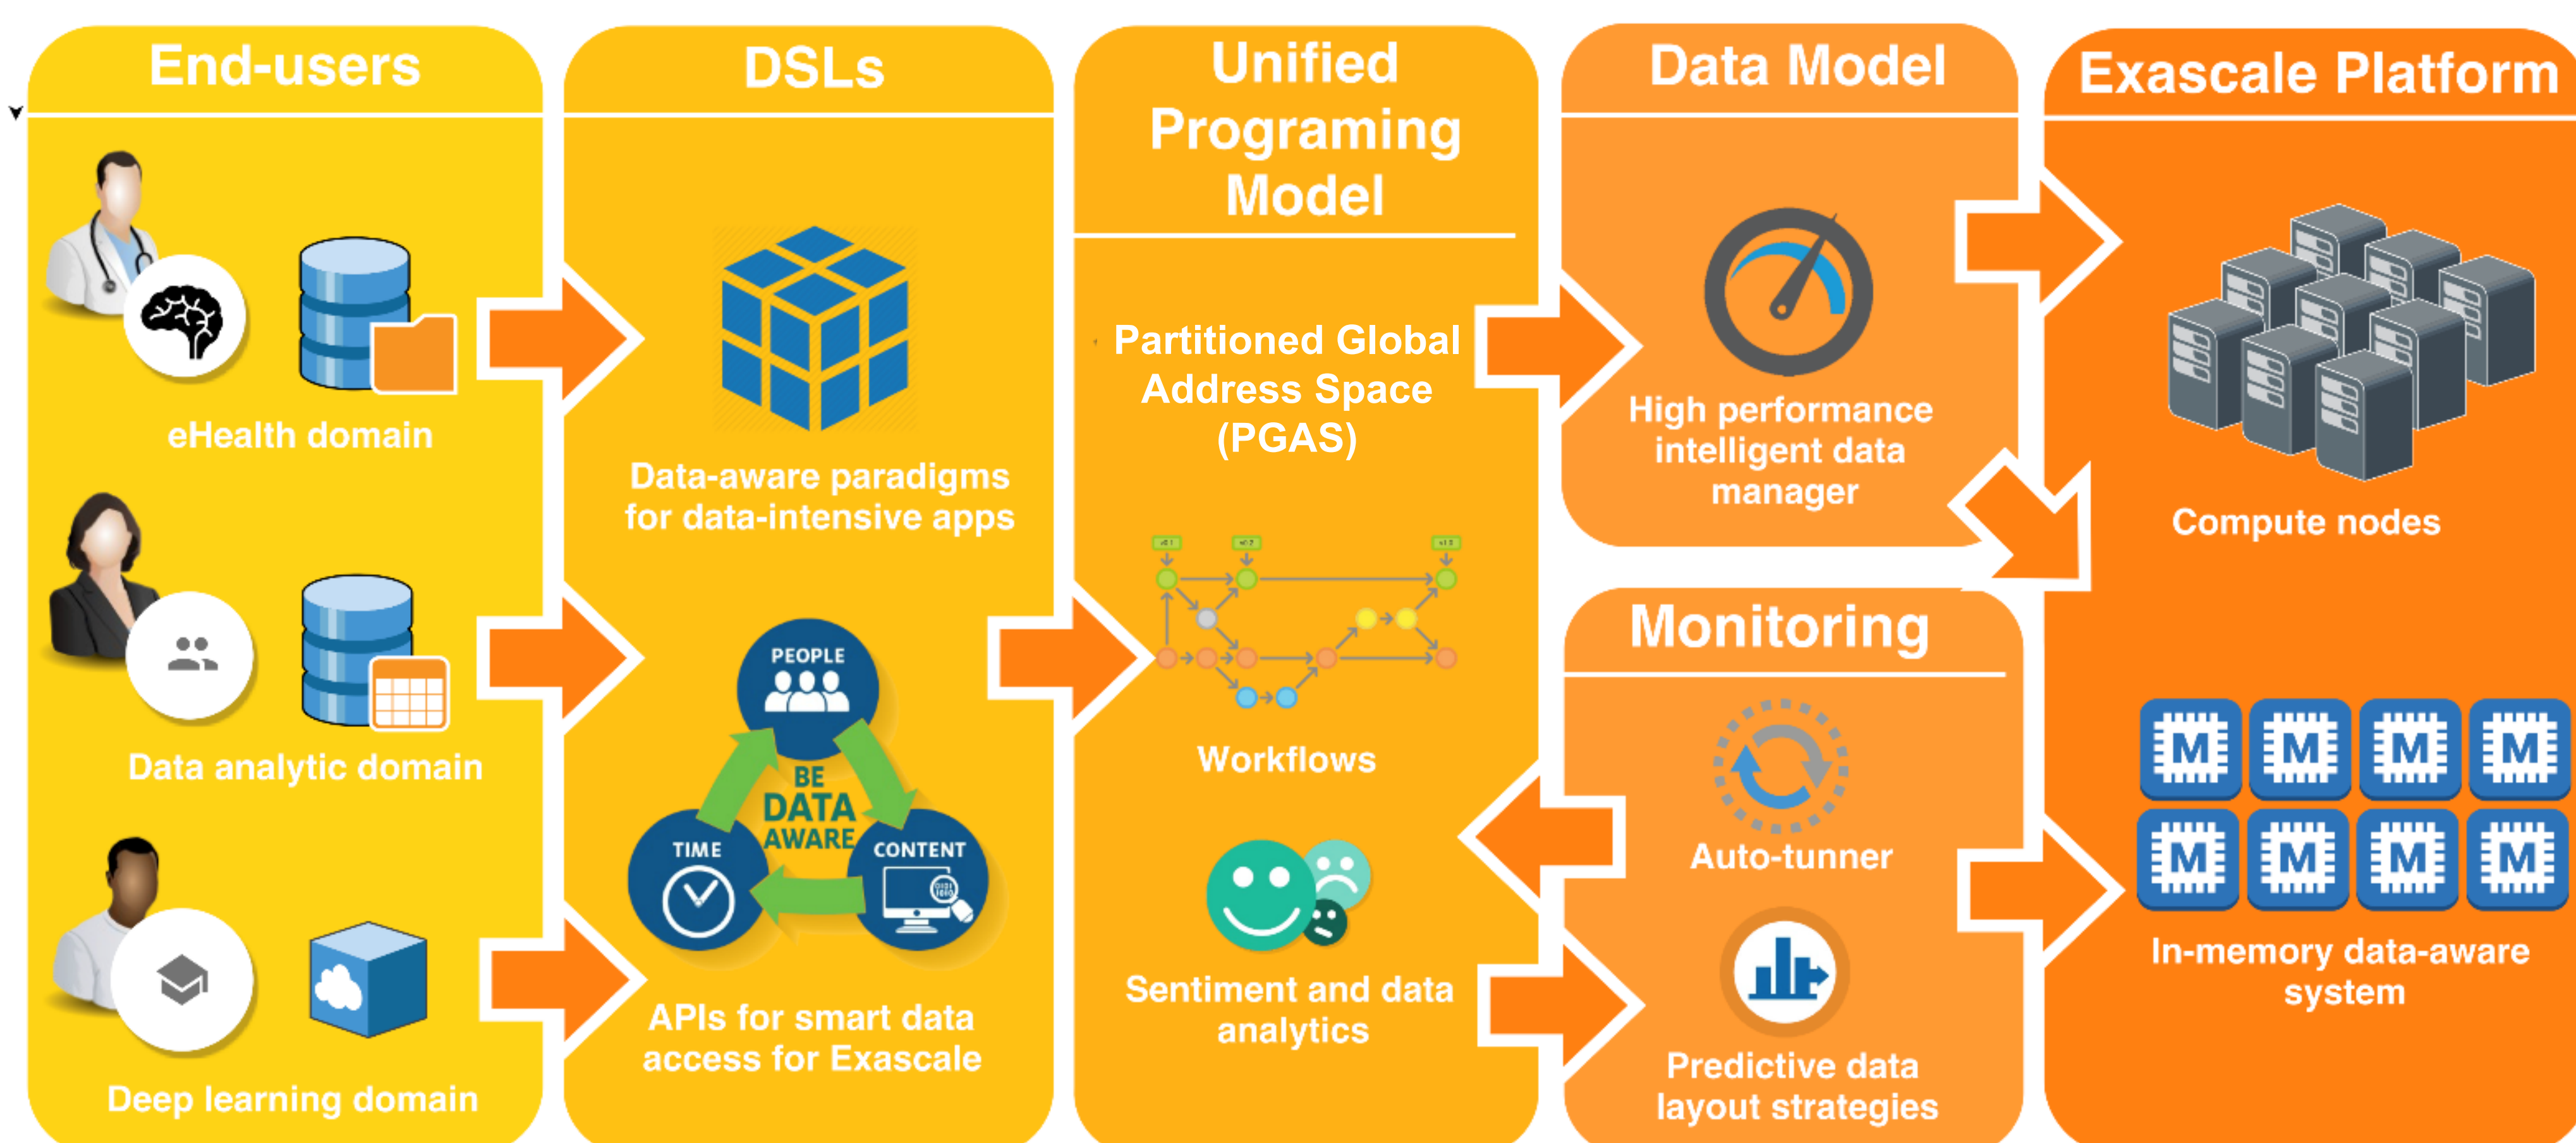 End-users
eHealth domain
Data analytic domain
Deep learning domain
DSLs
Data-aware paradigms
for data-intensive apps
PEOPLE
BE
DATA
AWARE
TIME
CONTENT
APIs for smart data
access for Exascale
Unified
Programing
Model
Partitioned Global
Address Space
(PGAS)
Workflows
Sentiment and data
analytics
Data Model
High performance
intelligent data
manager
Monitoring
Auto-tunner
Predictive data
layout strategies
Exascale Platform
Compute nodes
M M M M
M M M M
In-memory data-aware
system